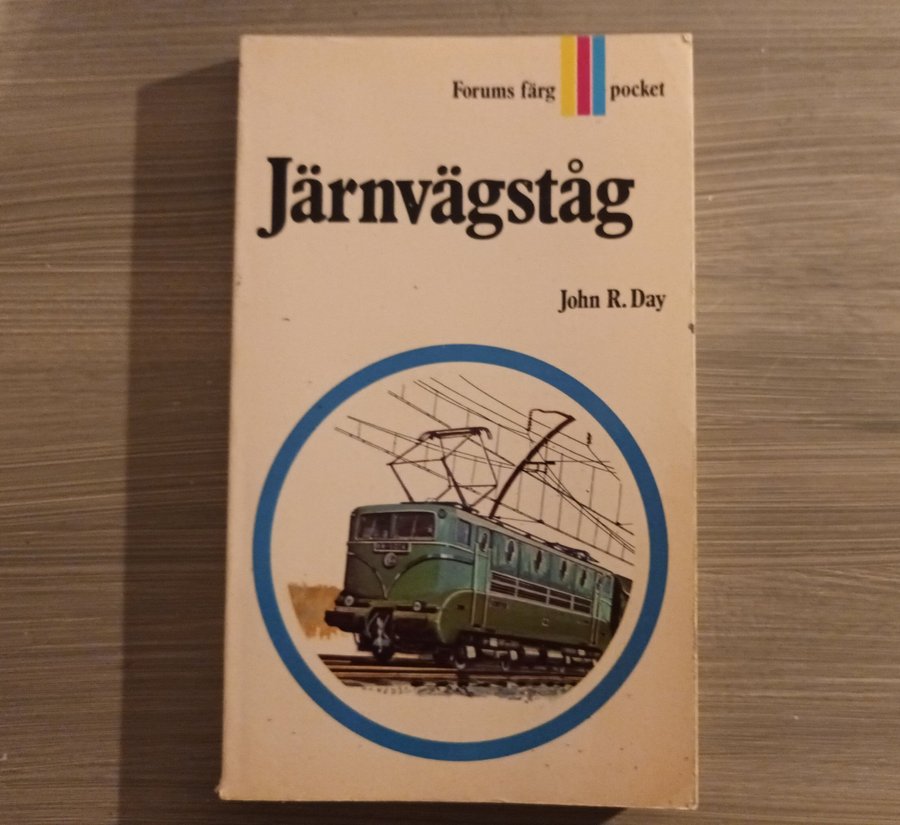 Forums färg pocket
Järnvägståg
John R. Day